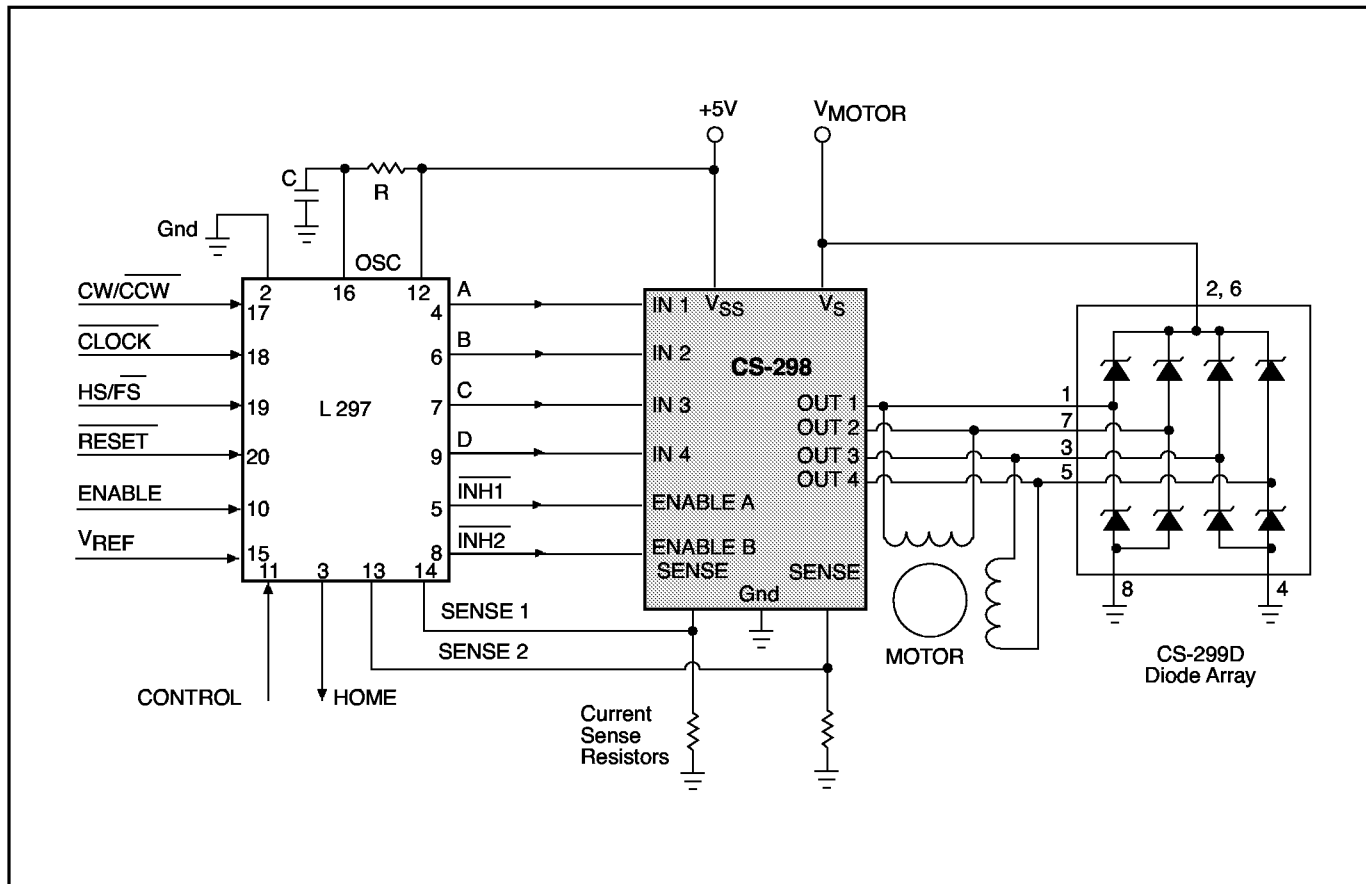 +5V
VMOTOR
C
R
Gnd
OSC
2
16
12
CW/CCW
17
CLOCK
18
HS/FS
19
RESET
20
ENABLE
10
VREF
15
L 297
A
4
B
6
C
7
D
9
INH1
5
INH2
8
11
3
13
14
IN 1
VSS
VS
IN 2
CS-298
IN 3
OUT 1
OUT 2
IN 4
OUT 3
OUT 4
ENABLE A
ENABLE B
SENSE
SENSE
Gnd
2, 6
1
7
3
5
8
4
SENSE 1
SENSE 2
CONTROL
HOME
MOTOR
CS-299D
Diode Array
Current
Sense
Resistors